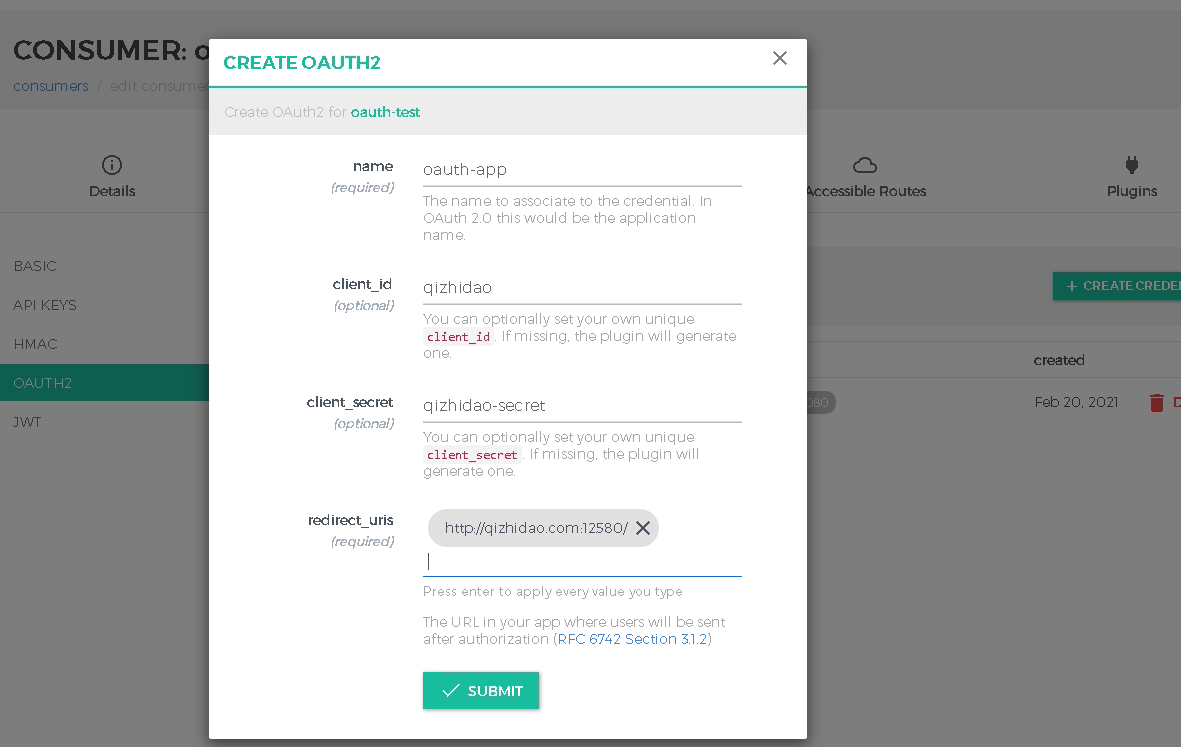 CONSUMER: o
consumers / edit consumer
CREATE OAUTH2
Create OAuth2 for oauth-test
Details
Accessible Routes
Plugins
BASIC
API KEYS
HMAC
OAUTH2
JWT
name
(required)
oauth-app
The name to associate to the credential. In
OAuth 2.0 this would be the application
name.
client_id
(optional)
qizhidao
You can optionally set your own unique
client_id. If missing, the plugin will generate
one.
client_secret
(optional)
qizhidao-secret
You can optionally set your own unique
client_secret. If missing, the plugin will
generate one.
redirect_uris
(required)
http://qizhidao.com:12580/
Press enter to apply every value you type
The URL in your app where users will be sent
after authorization (RFC 6742 Section 3.1.2)
SUBMIT
+ CREATE CREDE
created
080
Feb 20, 2021